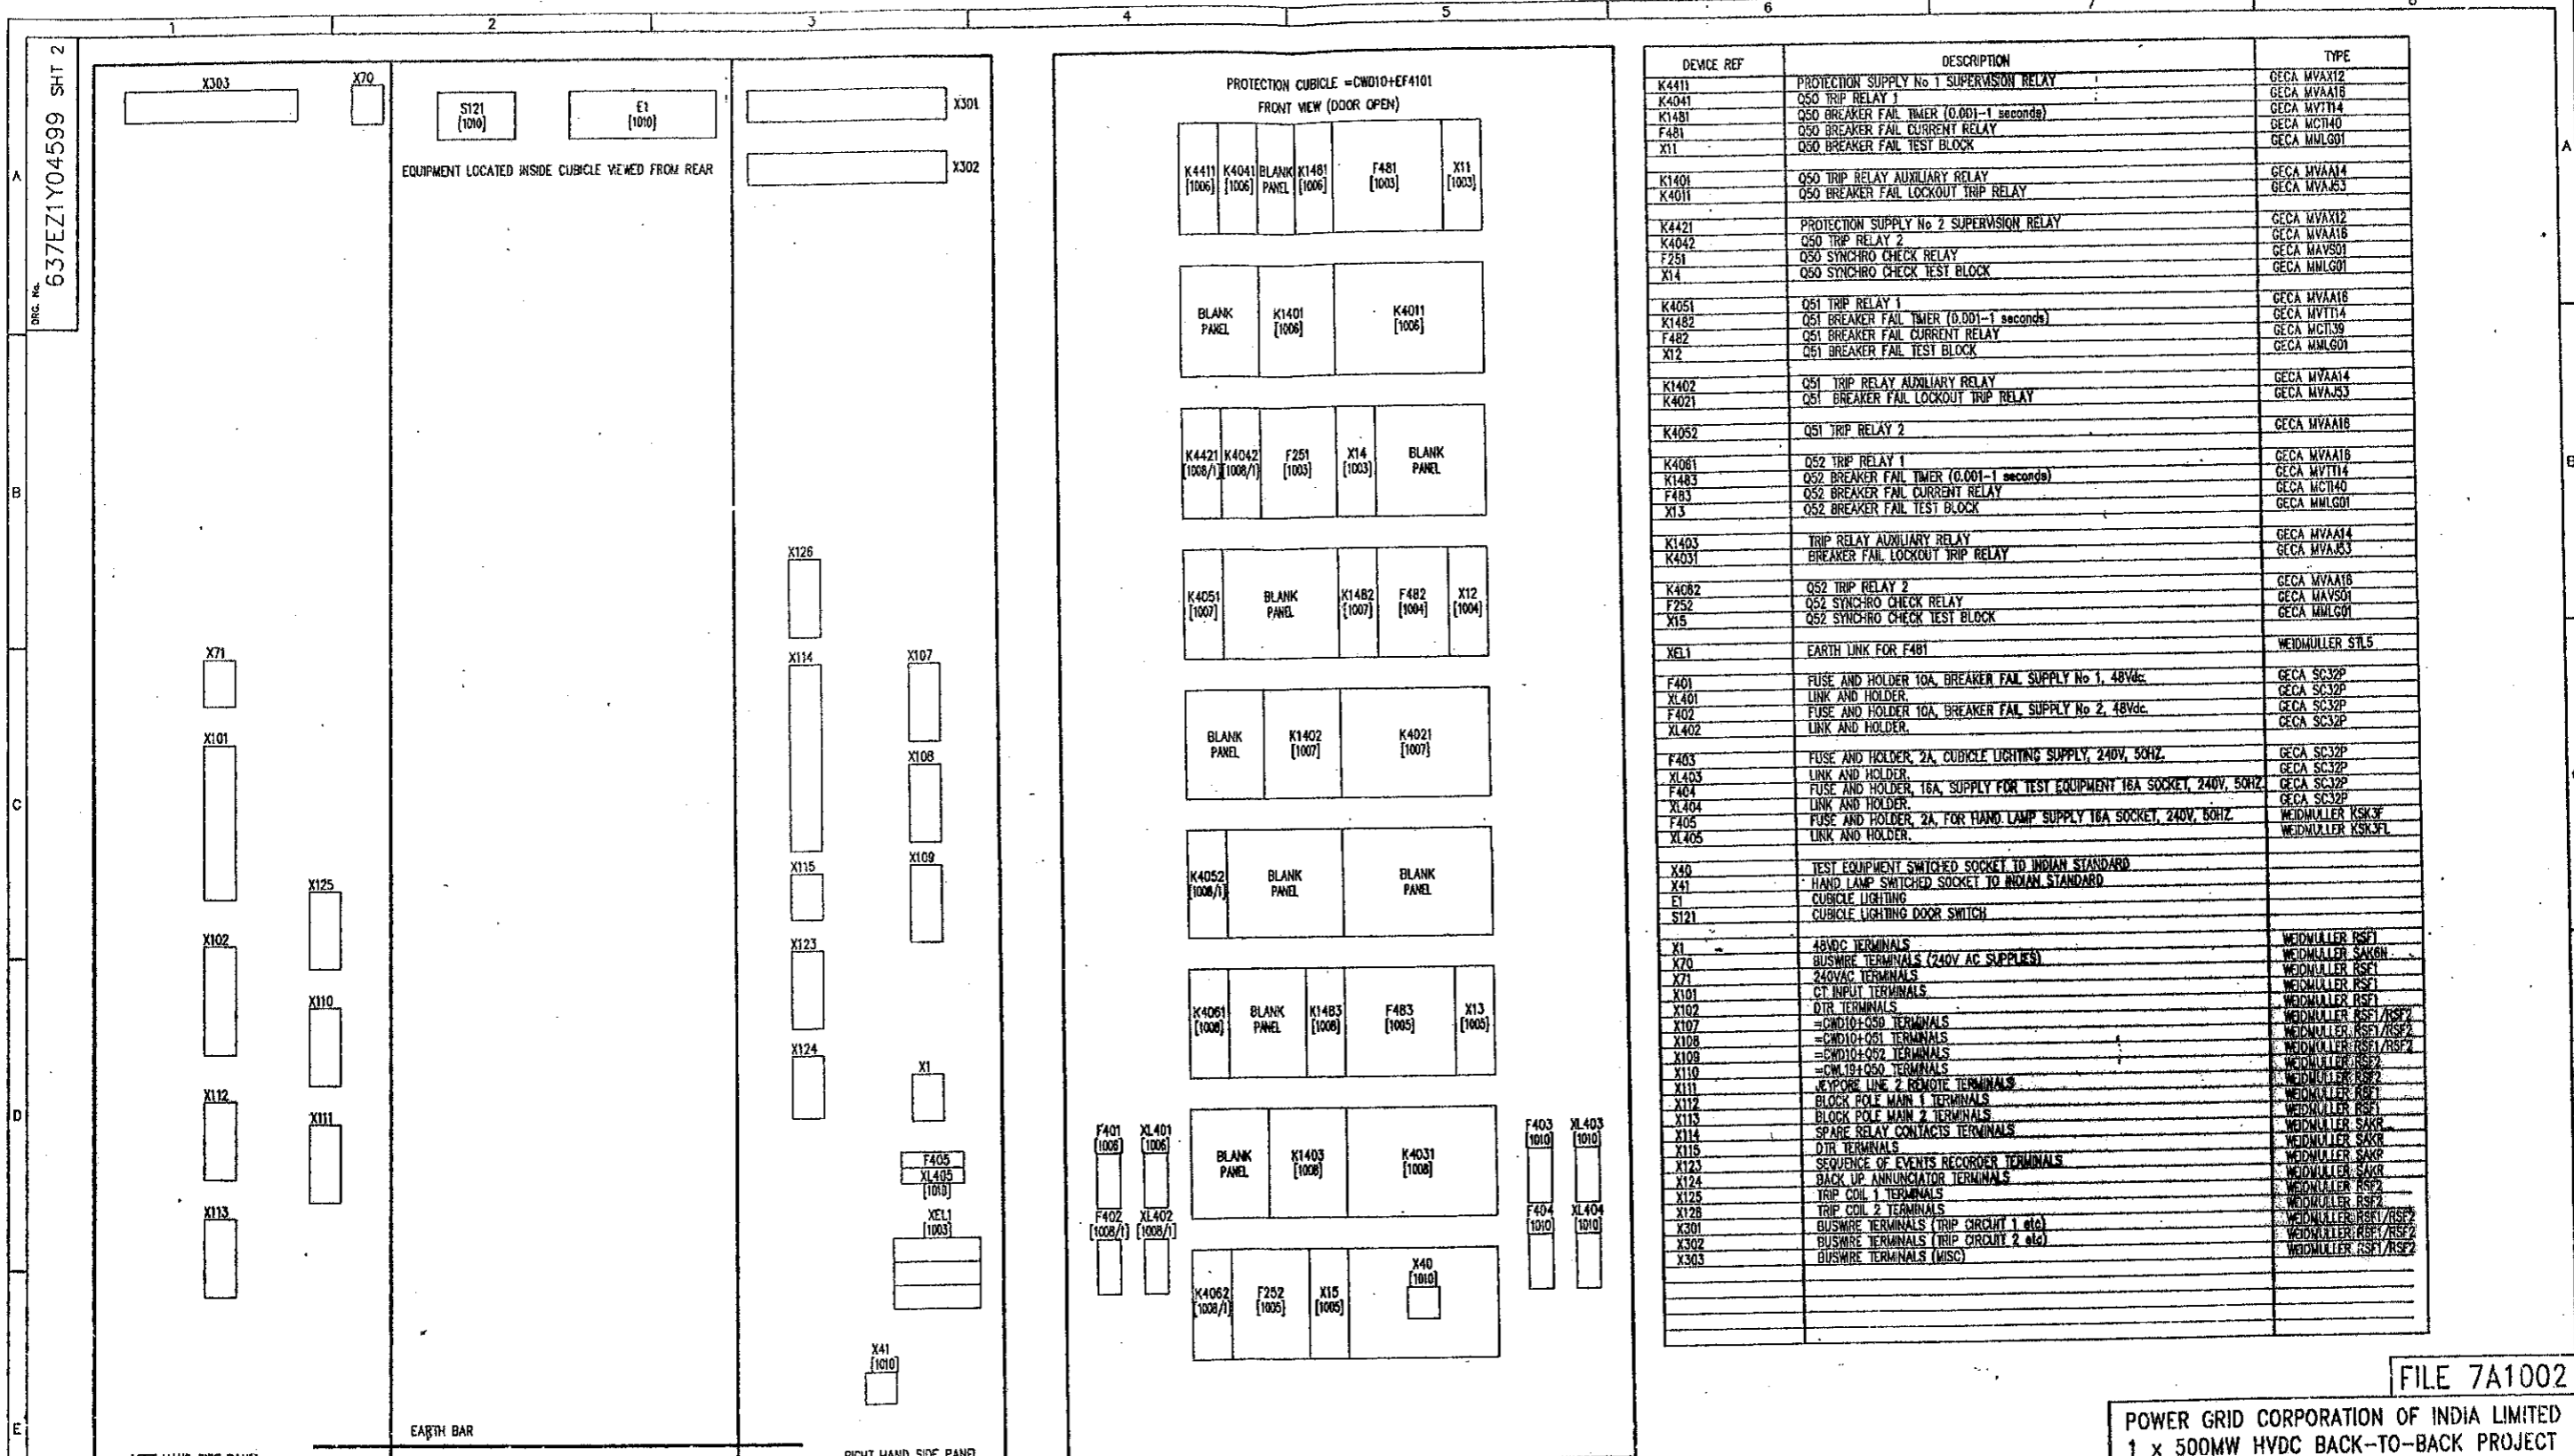 1 2 3 4 5 6 7
DRG. No. 637EZ1Y04599 SHT 2
A
B
C
D
E
A
X303
X70
S121
[1010]
E1
[1010]
X301
X302
EQUIPMENT LOCATED INSIDE CUBICLE VIEWED FROM REAR
X126
X71
X114
X107
X101
X108
X115
X109
X125
X102
X123
X110
X124
X1
X112
X111
F405
XL405
[1010]
X113
XEL1
[1003]
X41
[1010]
EARTH BAR
RIGHT HAND SIDE PANEL
PROTECTION CUBICLE =CWD10+EF4101
FRONT VIEW (DOOR OPEN)
K4411 K4041 BLANK K1481 F481 X11
[1006] [1006] PANEL [1006] [1003] [1003]
BLANK K1401 K4011
PANEL [1006] [1006]
K4421 K4042 F251 X14 BLANK
[1008/1] [1008/1] [1003] [1003] PANEL
K4051 BLANK K1482 F482 X12
[1007] PANEL [1007] [1004] [1004]
BLANK K1402 K4021
PANEL [1007] [1007]
K4052 BLANK BLANK
[1008/1] PANEL PANEL
K4061 BLANK K1483 F483 X13
[1008] PANEL [1008] [1005] [1005]
F401 XL401
[1006] [1006]
BLANK K1403 K4031
PANEL [1008] [1008]
F403 XL403
[1010] [1010]
F402 XL402
[1008/1] [1008/1]
F404 XL404
[1010] [1010]
K4062 F252 X15 X40
[1008/1] [1005] [1005] [1010]
DEVICE REF DESCRIPTION TYPE
K4411 PROTECTION SUPPLY No 1 SUPERVISION RELAY GECA MVAX12
K4041 Q50 TRIP RELAY 1 GECA MVAA16
K1481 Q50 BREAKER FAIL TIMER (0.001-1 seconds) GECA MVTT14
F481 Q50 BREAKER FAIL CURRENT RELAY GECA MCTI40
X11 Q50 BREAKER FAIL TEST BLOCK GECA MMLG01
K1401 Q50 TRIP RELAY AUXILIARY RELAY GECA MVAA14
K4011 Q50 BREAKER FAIL LOCKOUT TRIP RELAY GECA MVAJ53
K4421 PROTECTION SUPPLY No 2 SUPERVISION RELAY GECA MVAX12
K4042 Q50 TRIP RELAY 2 GECA MVAA16
F251 Q50 SYNCHRO CHECK RELAY GECA MAVS01
X14 Q50 SYNCHRO CHECK TEST BLOCK GECA MMLG01
K4051 Q51 TRIP RELAY 1 GECA MVAA16
K1482 Q51 BREAKER FAIL TIMER (0.001-1 seconds) GECA MVTT14
F482 Q51 BREAKER FAIL CURRENT RELAY GECA MCTI39
X12 Q51 BREAKER FAIL TEST BLOCK GECA MMLG01
K1402 Q51 TRIP RELAY AUXILIARY RELAY GECA MVAA14
K4021 Q51 BREAKER FAIL LOCKOUT TRIP RELAY GECA MVAJ53
K4052 Q51 TRIP RELAY 2 GECA MVAA16
K4061 Q52 TRIP RELAY 1 GECA MVAA16
K1483 Q52 BREAKER FAIL TIMER (0.001-1 seconds) GECA MVTT14
F483 Q52 BREAKER FAIL CURRENT RELAY GECA MCTI40
X13 Q52 BREAKER FAIL TEST BLOCK GECA MMLG01
K1403 TRIP RELAY AUXILIARY RELAY GECA MVAA14
K4031 BREAKER FAIL LOCKOUT TRIP RELAY GECA MVAJ53
K4062 Q52 TRIP RELAY 2 GECA MVAA16
F252 Q52 SYNCHRO CHECK RELAY GECA MAVS01
X15 Q52 SYNCHRO CHECK TEST BLOCK GECA MMLG01
XEL1 EARTH LINK FOR F481 WEIDMULLER STL5
F401 FUSE AND HOLDER 10A, BREAKER FAIL SUPPLY No 1, 48Vdc. GECA SC32P
XL401 LINK AND HOLDER. GECA SC32P
F402 FUSE AND HOLDER 10A, BREAKER FAIL SUPPLY No 2, 48Vdc. GECA SC32P
XL402 LINK AND HOLDER. GECA SC32P
F403 FUSE AND HOLDER, 2A, CUBICLE LIGHTING SUPPLY, 240V, 50HZ. GECA SC32P
XL403 LINK AND HOLDER. GECA SC32P
F404 FUSE AND HOLDER, 16A, SUPPLY FOR TEST EQUIPMENT 16A SOCKET, 240V, 50HZ GECA SC32P
XL404 LINK AND HOLDER. GECA SC32P
F405 FUSE AND HOLDER, 2A, FOR HAND LAMP SUPPLY 16A SOCKET, 240V, 50HZ. WEIDMULLER KSK3F
XL405 LINK AND HOLDER. WEIDMULLER KSK3FL
X40 TEST EQUIPMENT SWITCHED SOCKET TO INDIAN STANDARD
X41 HAND LAMP SWITCHED SOCKET TO INDIAN STANDARD
E1 CUBICLE LIGHTING
S121 CUBICLE LIGHTING DOOR SWITCH
X1 48VDC TERMINALS WEIDMULLER RSF1
X70 BUSWIRE TERMINALS (240V AC SUPPLIES) WEIDMULLER SAK6N
X71 240VAC TERMINALS WEIDMULLER RSF1
X101 CT INPUT TERMINALS WEIDMULLER RSF1
X102 DTR TERMINALS WEIDMULLER RSF1
X107 =CWD10+Q50 TERMINALS WEIDMULLER RSF1/RSF2
X108 =CWD10+Q51 TERMINALS WEIDMULLER RSF1/RSF2
X109 =CWD10+Q52 TERMINALS WEIDMULLER RSF1/RSF2
X110 =CWL19+Q50 TERMINALS WEIDMULLER RSF2
X111 JEYPORE LINE 2 REMOTE TERMINALS WEIDMULLER RSF2
X112 BLOCK POLE MAIN 1 TERMINALS WEIDMULLER RSF1
X113 BLOCK POLE MAIN 2 TERMINALS WEIDMULLER RSF1
X114 SPARE RELAY CONTACTS TERMINALS WEIDMULLER SAKR
X115 DTR TERMINALS WEIDMULLER SAKR
X123 SEQUENCE OF EVENTS RECORDER TERMINALS WEIDMULLER SAKR
X124 BACK UP ANNUNCIATOR TERMINALS WEIDMULLER SAKR
X125 TRIP COIL 1 TERMINALS WEIDMULLER RSF2
X126 TRIP COIL 2 TERMINALS WEIDMULLER RSF2
X301 BUSWIRE TERMINALS (TRIP CIRCUIT 1 etc) WEIDMULLER RSF1/RSF2
X302 BUSWIRE TERMINALS (TRIP CIRCUIT 2 etc) WEIDMULLER RSF1/RSF2
X303 BUSWIRE TERMINALS (MISC) WEIDMULLER RSF1/RSF2
FILE 7A1002
POWER GRID CORPORATION OF INDIA LIMITED
1 x 500MW HVDC BACK-TO-BACK PROJECT